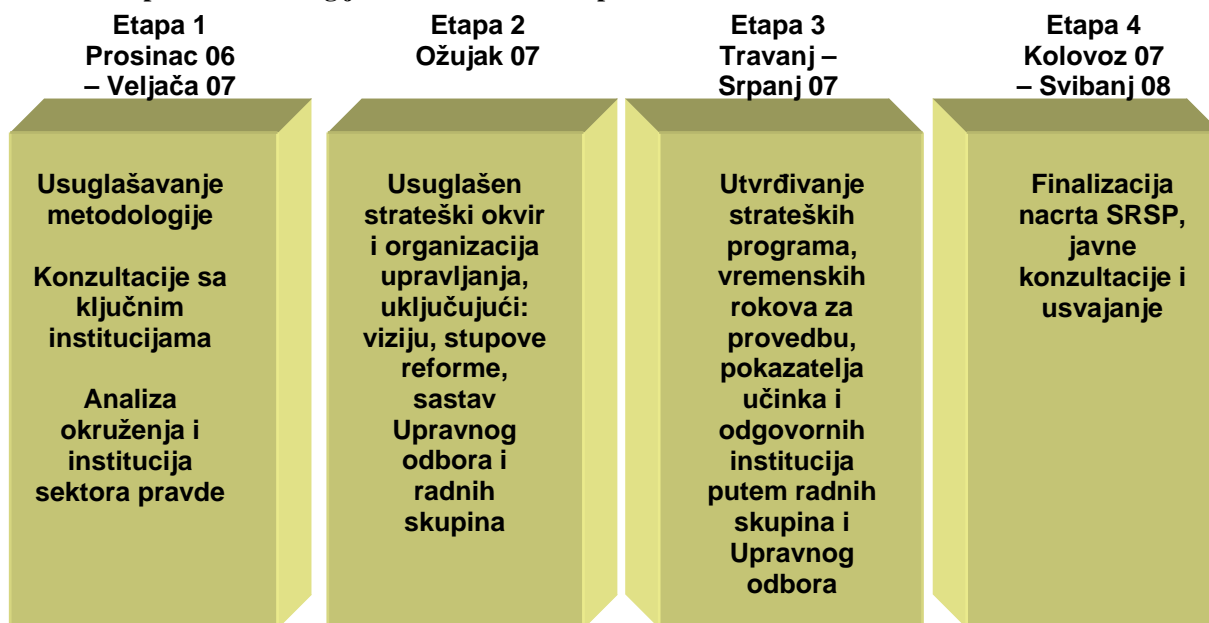 Etapa 1
Prosinac 06
– Veljača 07
Usuglašavanje
metodologije
Konzultacije sa
ključnim
institucijama
Analiza
okruženja i
institucija
sektora pravde
Etapa 2
Ožujak 07
Usuglašen
strateški okvir
i organizacija
upravljanja,
uključujući:
viziju, stupove
reforme,
sastav
Upravnog
odbora i
radnih
skupina
Etapa 3
Travanj –
Srpanj 07
Utvrđivanje
strateških
programa,
vremenskih
rokova za
provedbu,
pokazatelja
učinka i
odgovornih
institucija
putem radnih
skupina i
Upravnog
odbora
Etapa 4
Kolovoz 07
– Svibanj 08
Finalizacija
nacrta SRSP,
javne
konzultacije i
usvajanje